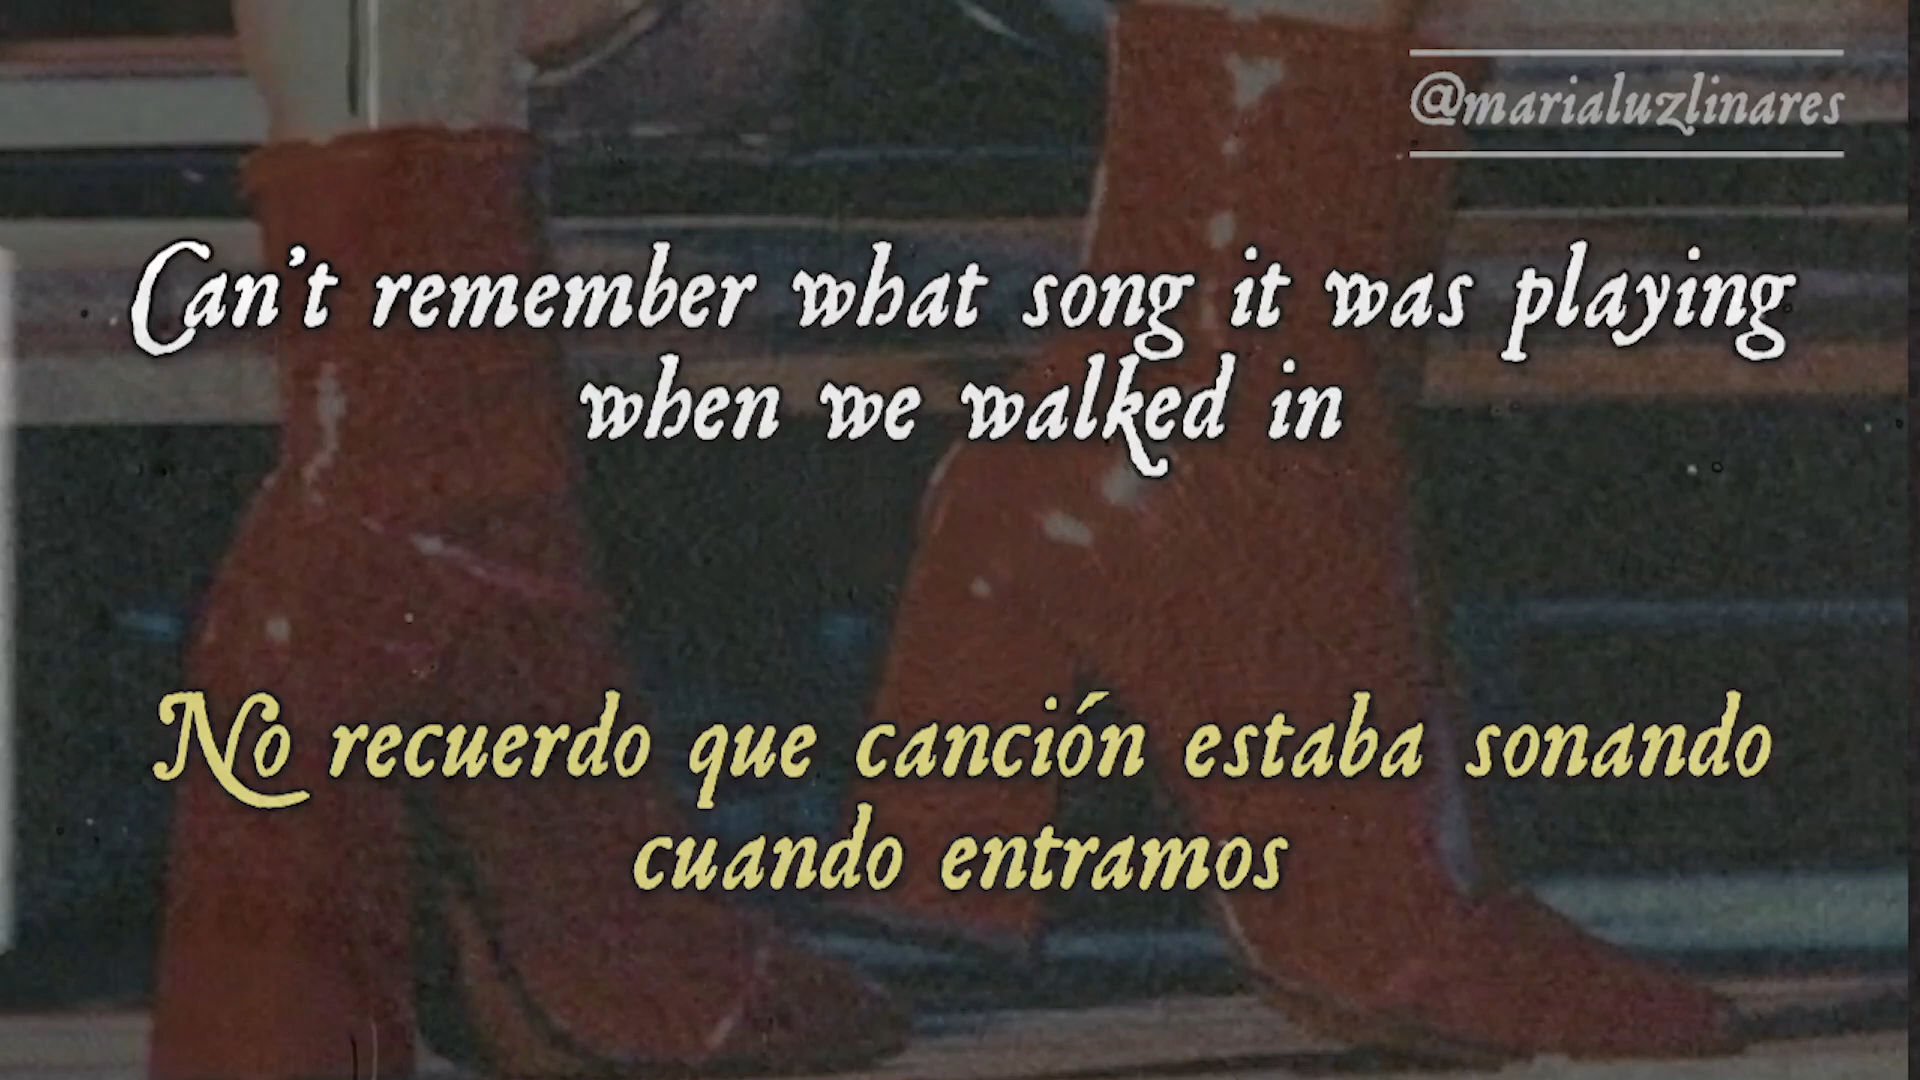 @marialuzlinares
Can't remember what song it was playing
when we walked in
No recuerdo que canción estaba sonando
cuando entramos